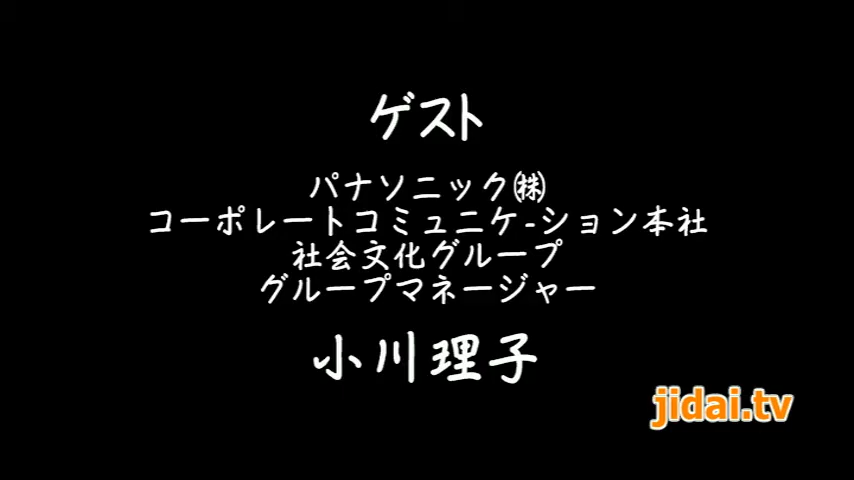 ゲスト
パナソニック㈱
コーポレートコミュニケ-ション本社
社会文化グループ
グループマネージャー
小川理子
jidai.tv